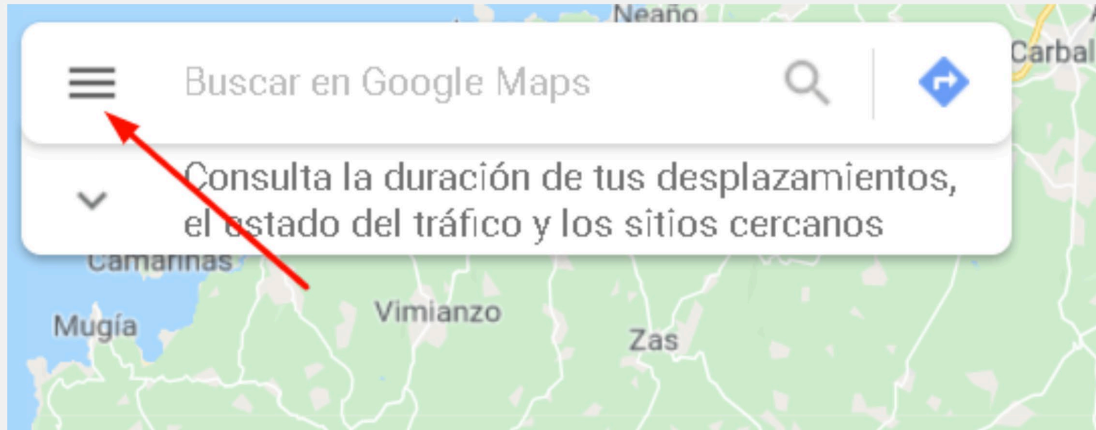 Neaño
Carbal
Buscar en Google Maps
Consulta la duración de tus desplazamientos,
el estado del tráfico y los sitios cercanos
Camariñas
Mugía
Vimianzo
Zas